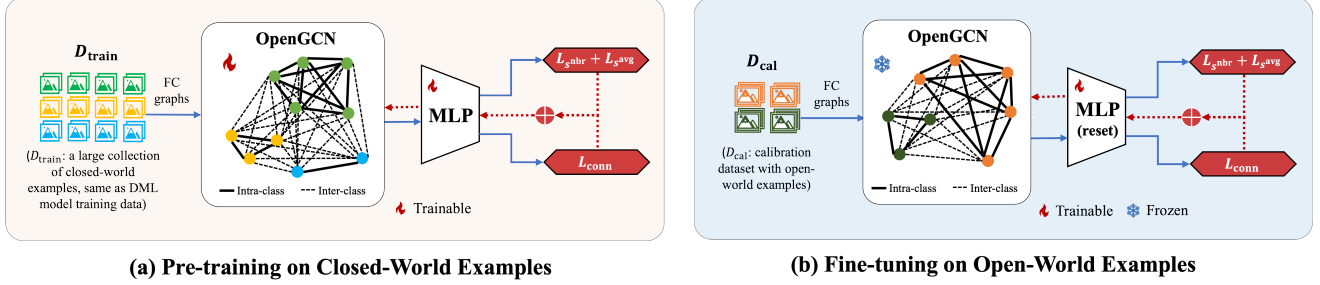 D_train
FC
graphs
(D_train: a large collection
of closed-world
examples, same as DML
model training data)
OpenGCN
Intra-class
Inter-class
MLP
L_s^nbr + L_s^avg
L_conn
Trainable
(a) Pre-training on Closed-World Examples
D_cal
FC
graphs
(D_cal: calibration
dataset with open-
world examples)
OpenGCN
Intra-class
Inter-class
MLP
(reset)
L_s^nbr + L_s^avg
L_conn
Trainable
Frozen
(b) Fine-tuning on Open-World Examples